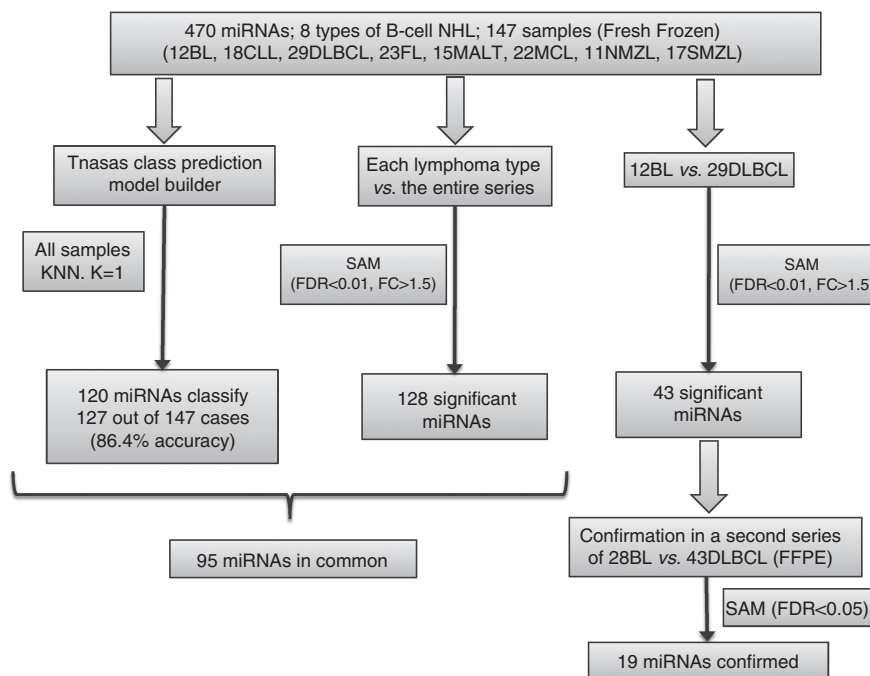 470 miRNAs; 8 types of B-cell NHL; 147 samples (Fresh Frozen)
(12BL, 18CLL, 29DLBCL, 23FL, 15MALT, 22MCL, 11NMZL, 17SMZL)
Tnasas class prediction
model builder
Each lymphoma type
vs. the entire series
12BL vs. 29DLBCL
All samples
KNN. K=1
SAM
(FDR<0.01, FC>1.5)
SAM
(FDR<0.01, FC>1.5)
120 miRNAs classify
127 out of 147 cases
(86.4% accuracy)
128 significant
miRNAs
43 significant
miRNAs
95 miRNAs in common
Confirmation in a second series
of 28BL vs. 43DLBCL (FFPE)
SAM (FDR<0.05)
19 miRNAs confirmed